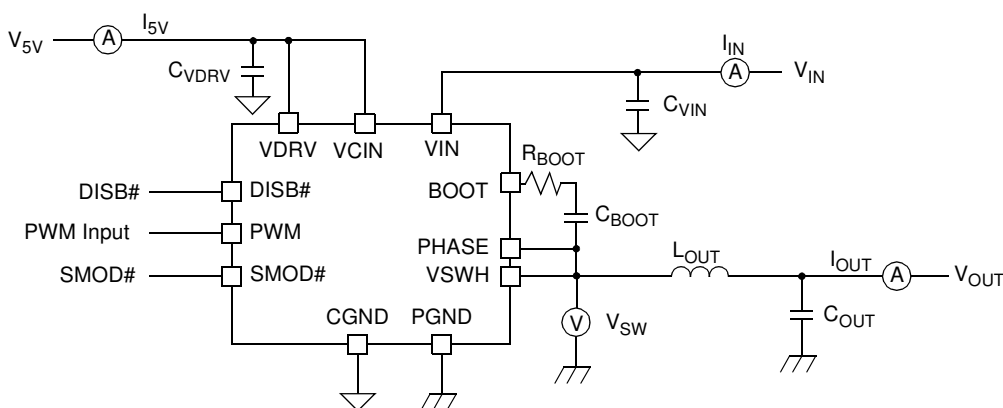 V5V
A
I5V
IIN
A
VIN
CVDRV
CVIN
VDRV
VCIN
VIN
RBOOT
BOOT
CBOOT
DISB#
DISB#
PWM Input
PWM
PHASE
SMOD#
SMOD#
VSWH
LOUT
IOUT
A
VOUT
CGND
PGND
V
VSW
COUT